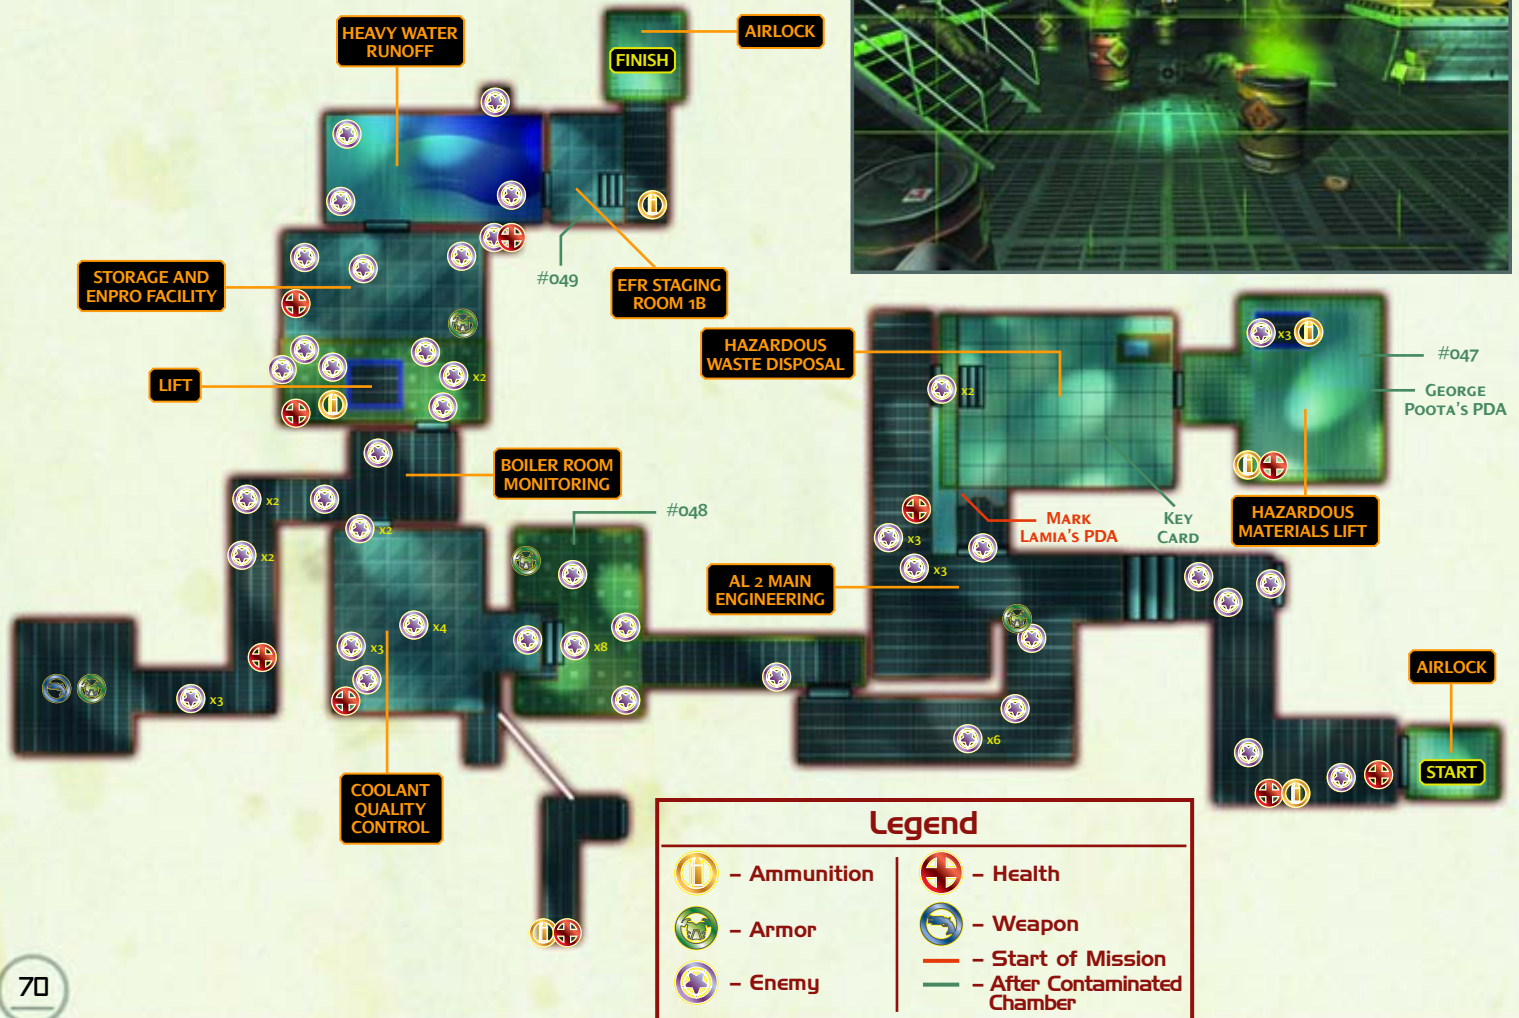 HEAVY WATER
RUNOFF
AIRLOCK
FINISH
#049
EFR STAGING
ROOM 1B
STORAGE AND
ENPRO FACILITY
LIFT
x2
BOILER ROOM
MONITORING
x2
x2
x2
#048
x4
x3
x8
x3
COOLANT
QUALITY
CONTROL
HAZARDOUS
WASTE DISPOSAL
x2
x3
#047
GEORGE
POOTA'S PDA
HAZARDOUS
MATERIALS LIFT
MARK
LAMIA'S PDA
KEY
CARD
x3
x3
AL 2 MAIN
ENGINEERING
x6
AIRLOCK
START
Legend
– Ammunition
– Armor
– Enemy
– Health
– Weapon
– Start of Mission
– After Contaminated
Chamber
70